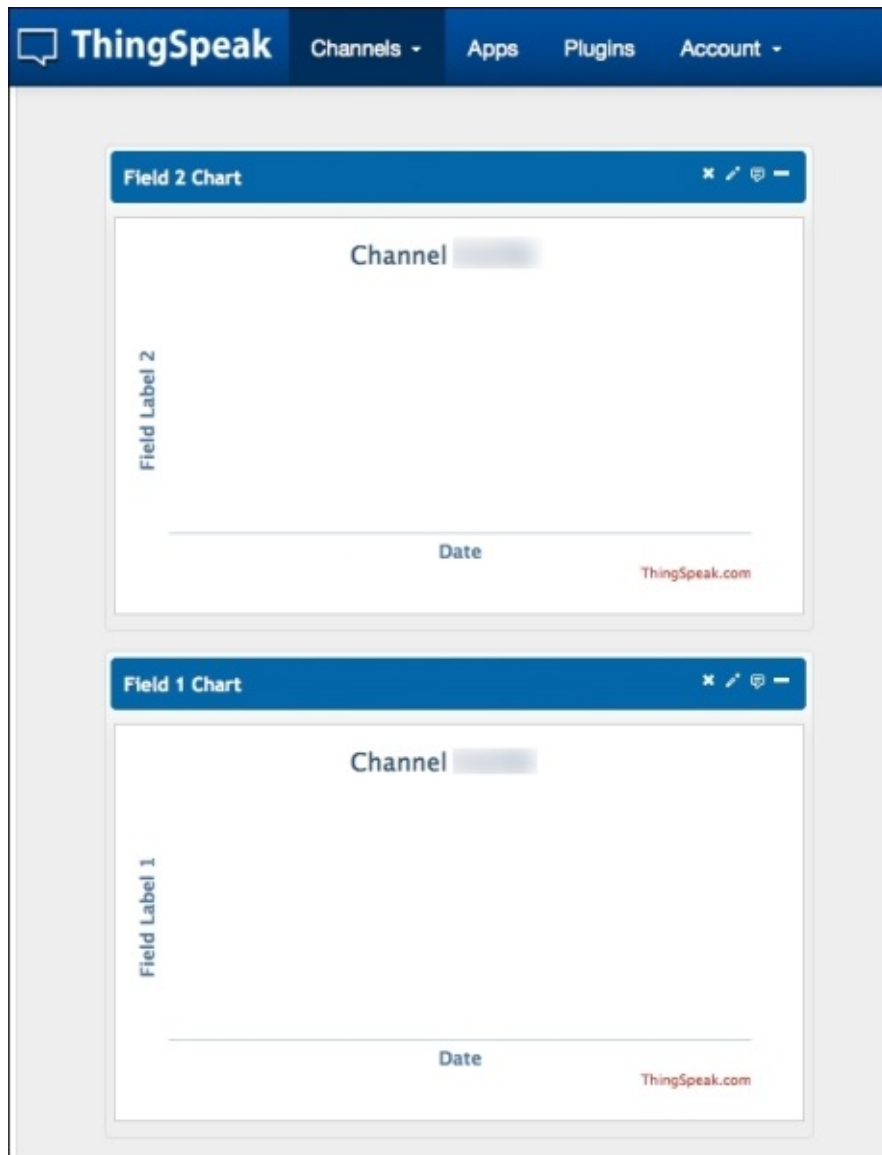 ThingSpeak Channels Apps Plugins Account
Field 2 Chart
Channel
Field Label 2
Date
ThingSpeak.com
Field 1 Chart
Channel
Field Label 1
Date
ThingSpeak.com